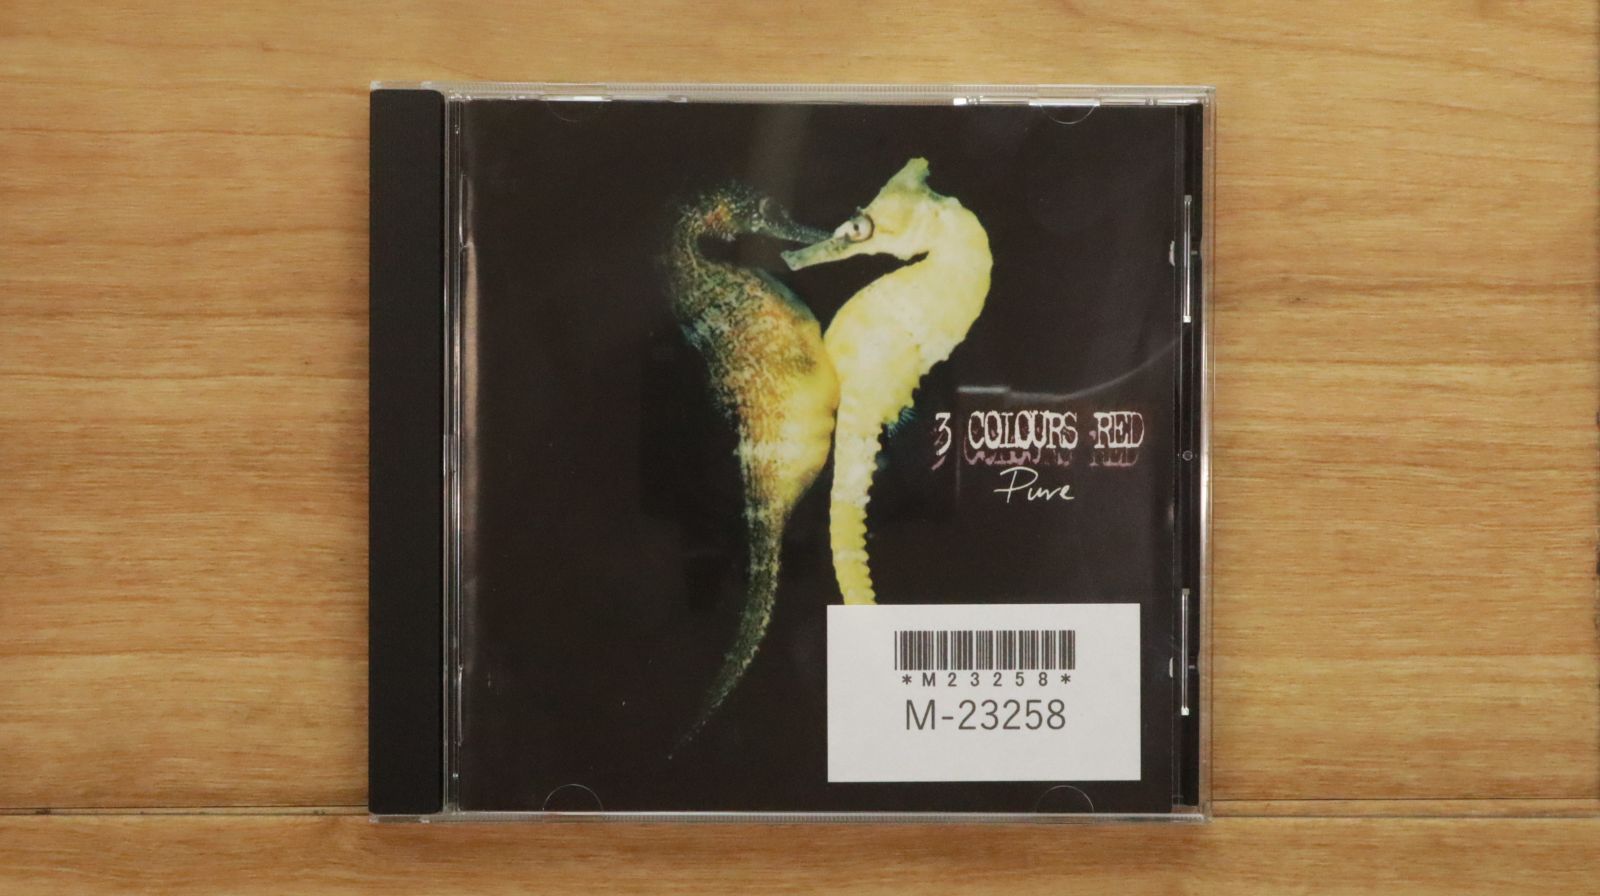 3 COLOURS RED
Pure
*M23258*
M-23258